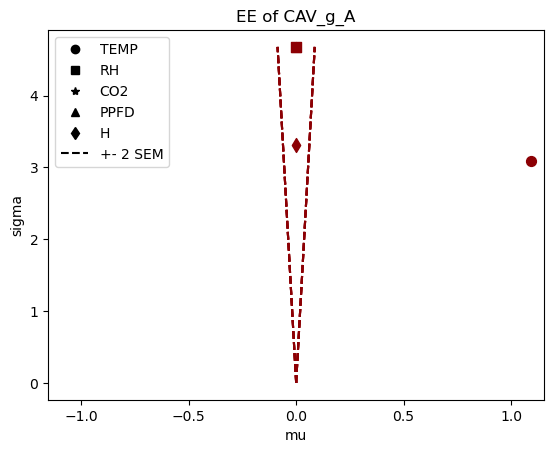 EE of CAV_g_A
TEMP
RH
CO2
PPFD
H
+- 2 SEM
sigma
4
3
2
1
0
−1.0
−0.5
0.0
0.5
1.0
mu